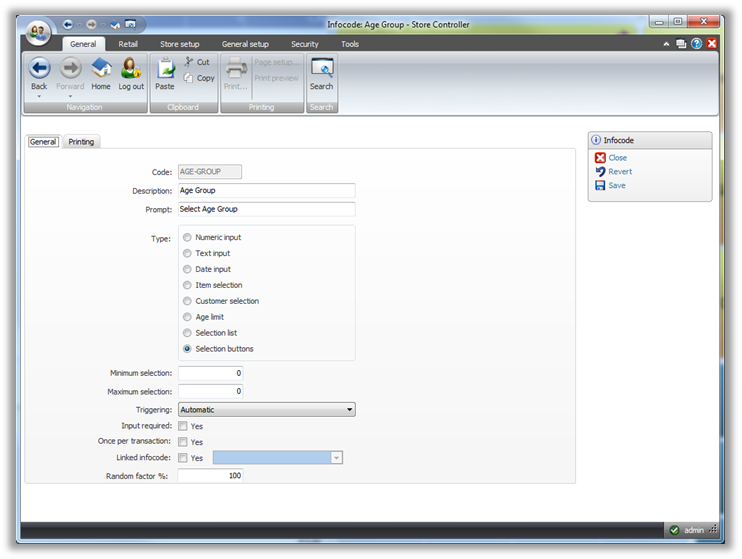 Infocode: Age Group - Store Controller
General Retail Store setup General setup Security Tools
Back Forward Home Log out Paste Cut Copy Print... Page setup... Print preview Search
Navigation Clipboard Printing Search
General Printing
Code: AGE-GROUP
Description: Age Group
Prompt: Select Age Group
Type: Numeric input
Text input
Date input
Item selection
Customer selection
Age limit
Selection list
Selection buttons
Minimum selection: 0
Maximum selection: 0
Triggering: Automatic
Input required: Yes
Once per transaction: Yes
Linked infocode: Yes
Random factor %: 100
Infocode
Close
Revert
Save
admin